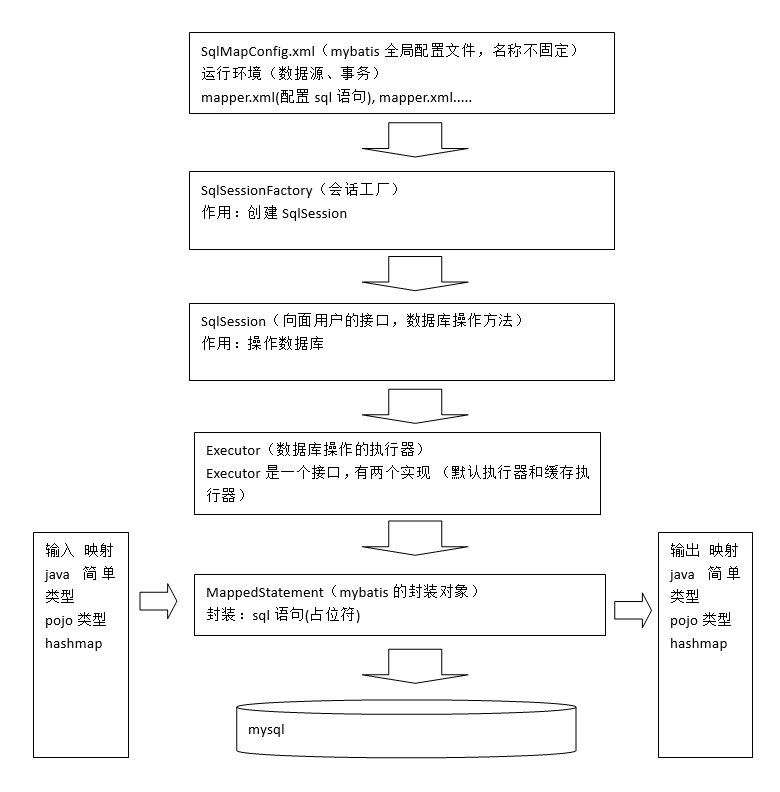 SqlMapConfig.xml（mybatis 全局配置文件，名称不固定）
运行环境（数据源、事务）
mapper.xml(配置 sql 语句), mapper.xml.....
SqlSessionFactory（会话工厂）
作用：创建 SqlSession
SqlSession（向面用户的接口，数据库操作方法）
作用：操作数据库
Executor（数据库操作的执行器）
Executor 是一个接口，有两个实现 （默认执行器和缓存执
行器）
输入 映射
java 简单
类型
pojo 类型
hashmap
MappedStatement（mybatis 的封装对象）
封装：sql 语句(占位符)
输出 映射
java 简单
类型
pojo 类型
hashmap
mysql